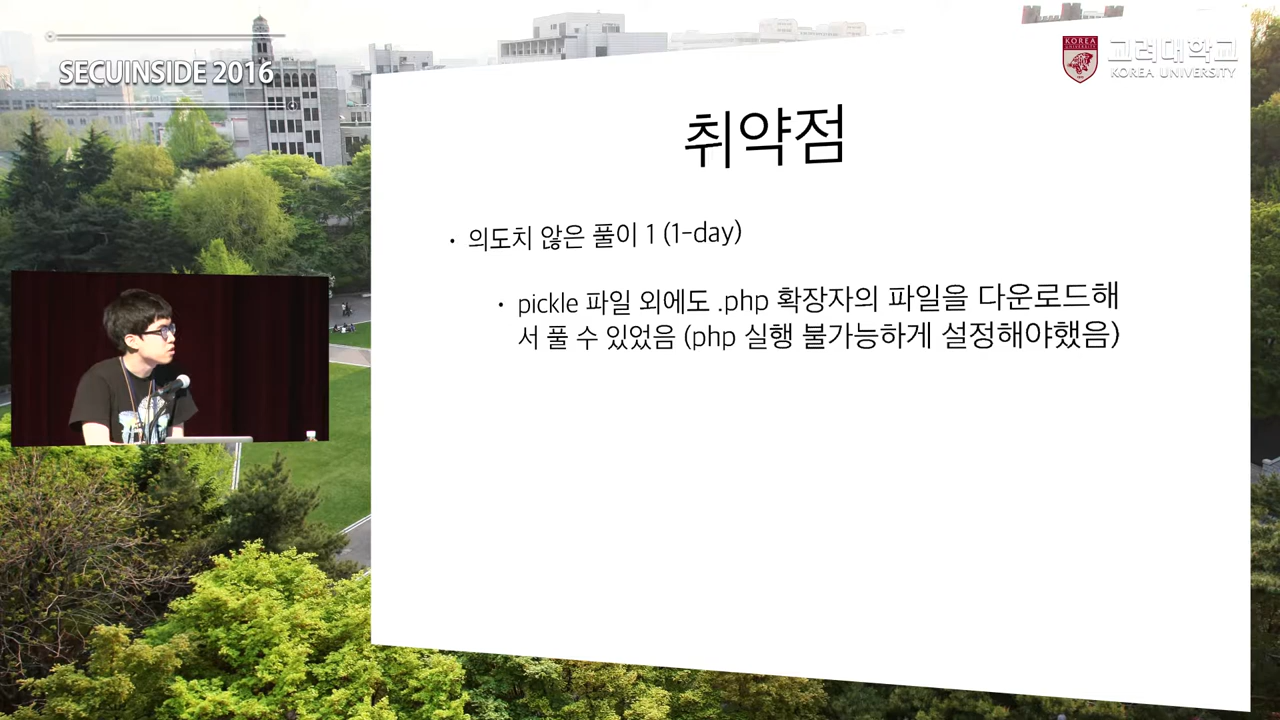 SECUINSIDE 2016
KOREA
UNIVERSITY
고려대학교
KOREA UNIVERSITY
취약점
• 의도치 않은 풀이 1 (1-day)
• pickle 파일 외에도 .php 확장자의 파일을 다운로드해
서 풀 수 있었음 (php 실행 불가능하게 설정해야했음)